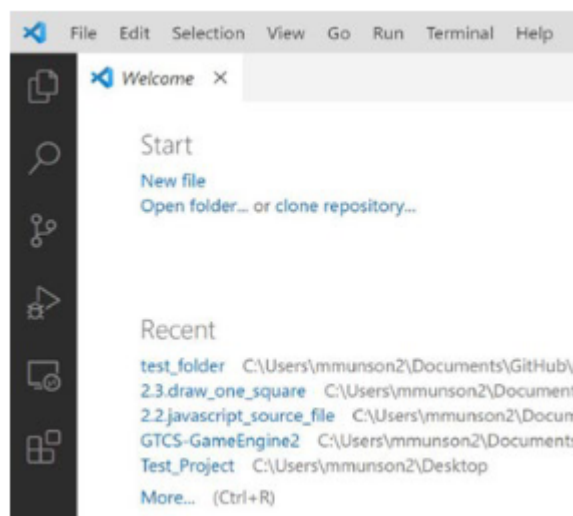 File Edit Selection View Go Run Terminal Help
Welcome
Start
New file
Open folder... or clone repository...
Recent
test_folder C:\Users\mmunson2\Documents\GitHub\
2.3.draw_one_square C:\Users\mmunson2\Document
2.2.javascript_source_file C:\Users\mmunson2\Docum
GTCS-GameEngine2 C:\Users\mmunson2\Documents
Test_Project C:\Users\mmunson2\Desktop
More... (Ctrl+R)